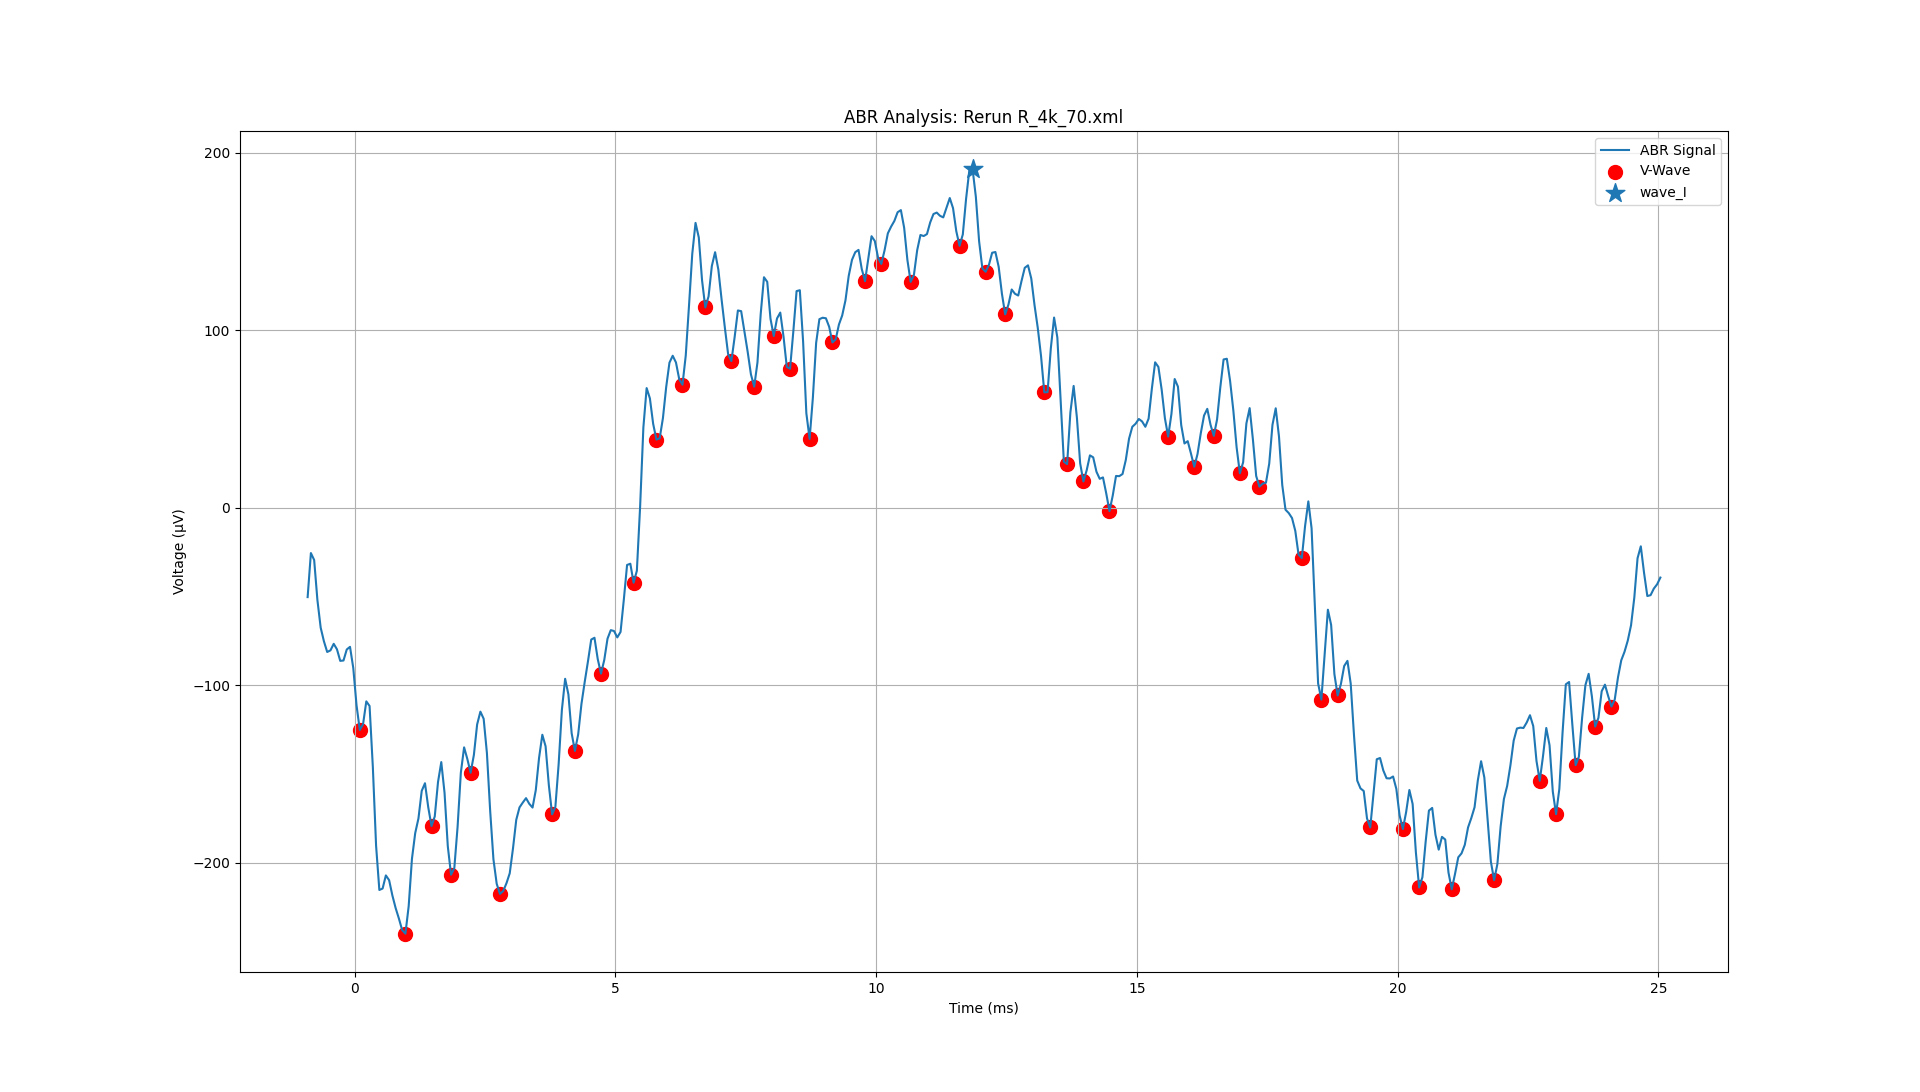 ABR Analysis: Rerun R_4k_70.xml
ABR Signal
V-Wave
wave_I
Voltage (µV)
200
100
0
−100
−200
0 5 10 15 20 25
Time (ms)